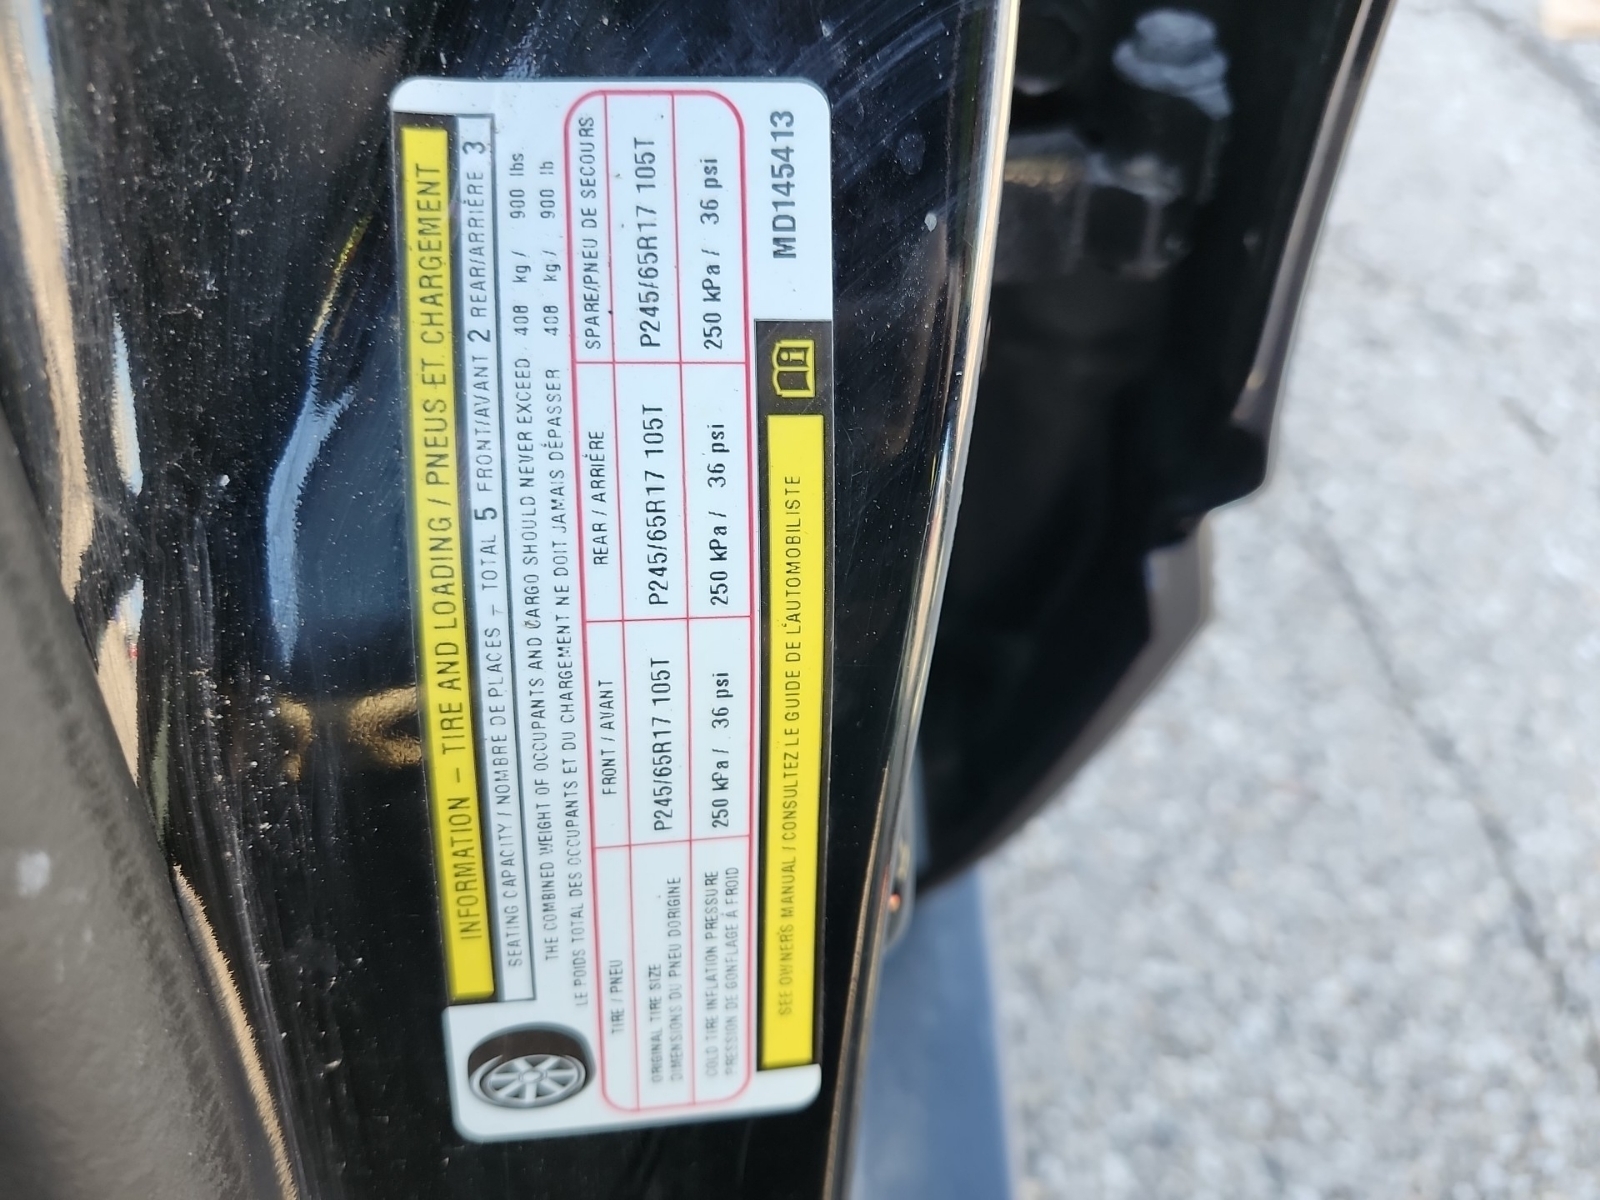 INFORMATION – TIRE AND LOADING / PNEUS ET CHARGEMENT
SEATING CAPACITY / NOMBRE DE PLACES – TOTAL 5 FRONT/AVANT 2 REAR/ARRIÈRE 3
THE COMBINED WEIGHT OF OCCUPANTS AND CARGO SHOULD NEVER EXCEED 408 kg / 900 lbs
LE POIDS TOTAL DES OCCUPANTS ET DU CHARGEMENT NE DOIT JAMAIS DÉPASSER 408 kg / 900 lb
TIRE / PNEU FRONT / AVANT REAR / ARRIÈRE SPARE/PNEU DE SECOURS
ORIGINAL TIRE SIZE
DIMENSIONS DU PNEU DORIGINE
P245/65R17 105T P245/65R17 105T P245/65R17 105T
COLD TIRE INFLATION PRESSURE
PRESSION DE GONFLAGE À FROID
250 kPa / 36 psi 250 kPa / 36 psi 250 kPa / 36 psi
SEE OWNER'S MANUAL / CONSULTEZ LE GUIDE DE L'AUTOMOBILISTE
MD145413